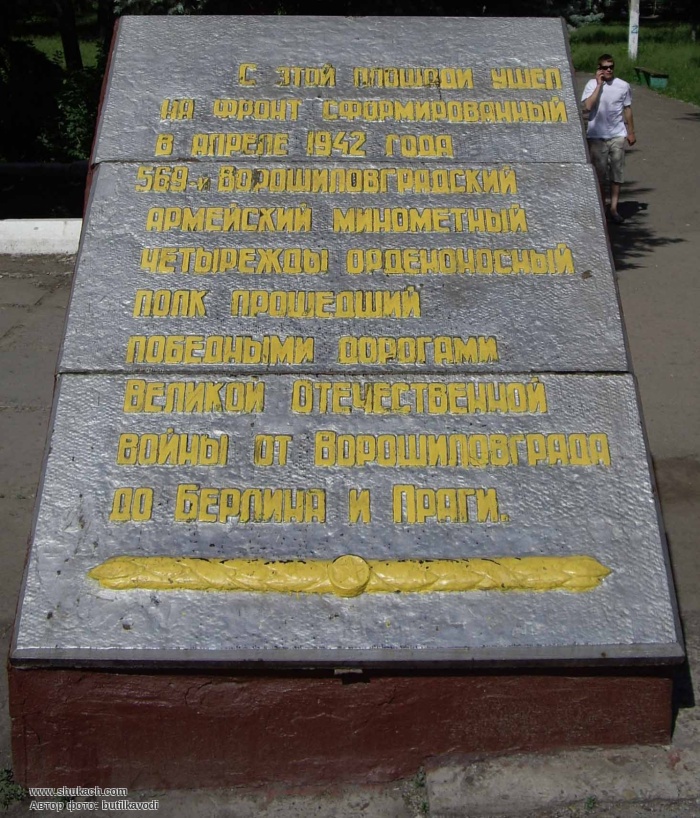 С этой площади ушел
на фронт сформированный
в апреле 1942 года
569-й Ворошиловградский
армейский минометный
четырежды орденоносный
полк прошедший
победными дорогами
Великой Отечественной
войны от Ворошиловграда
до Берлина и Праги.
www.shukach.com
Автор фото: butilkavodi